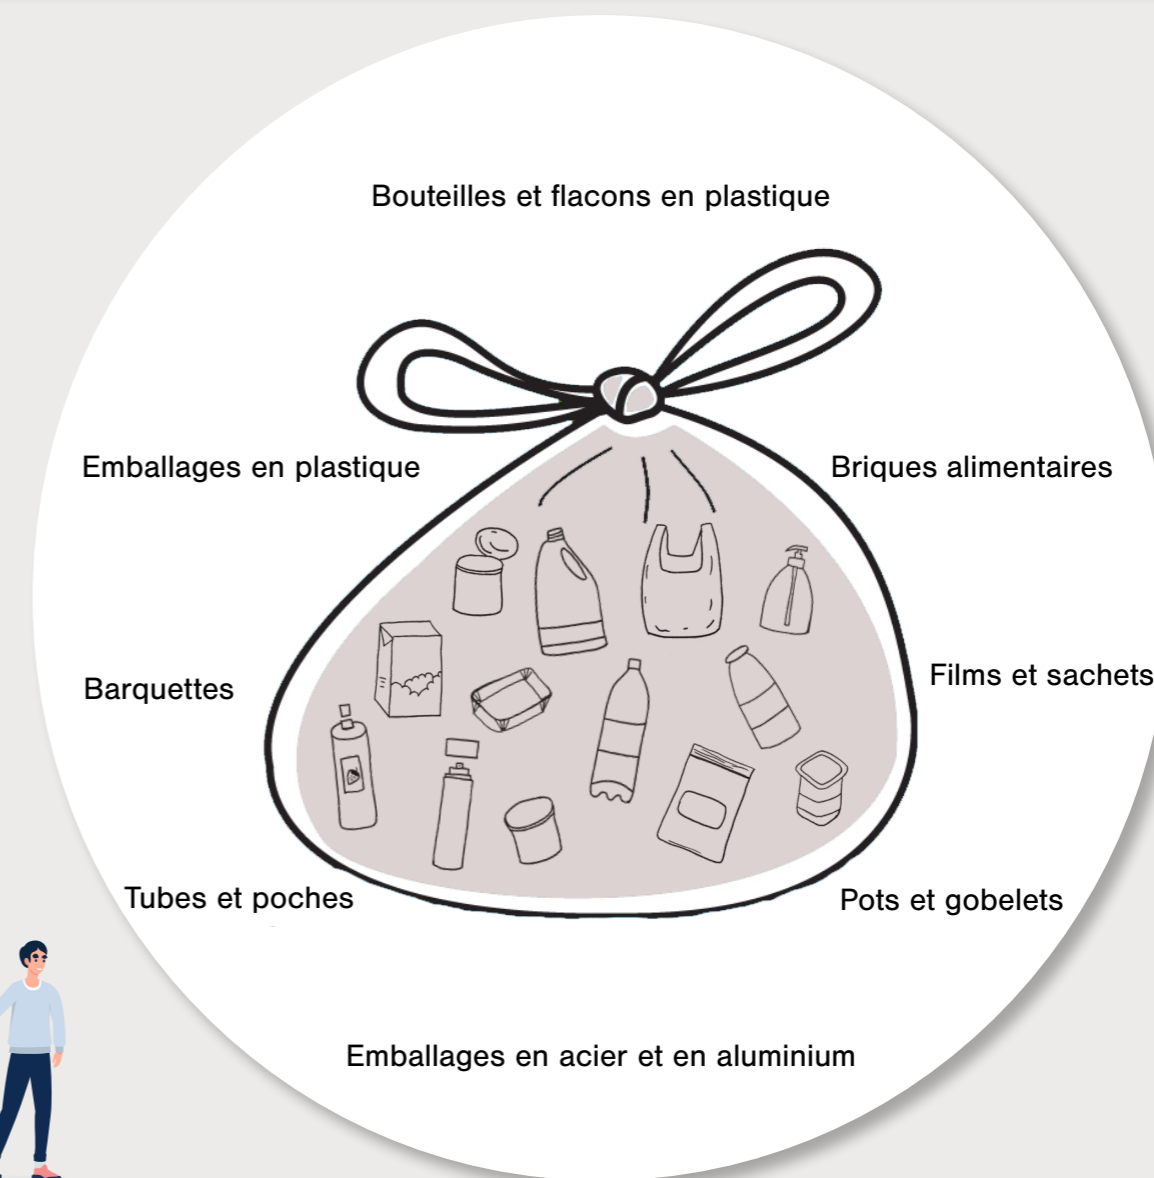 Bouteilles et flacons en plastique
Emballages en plastique
Briques alimentaires
Barquettes
Films et sachets
Tubes et poches
Pots et gobelets
Emballages en acier et en aluminium